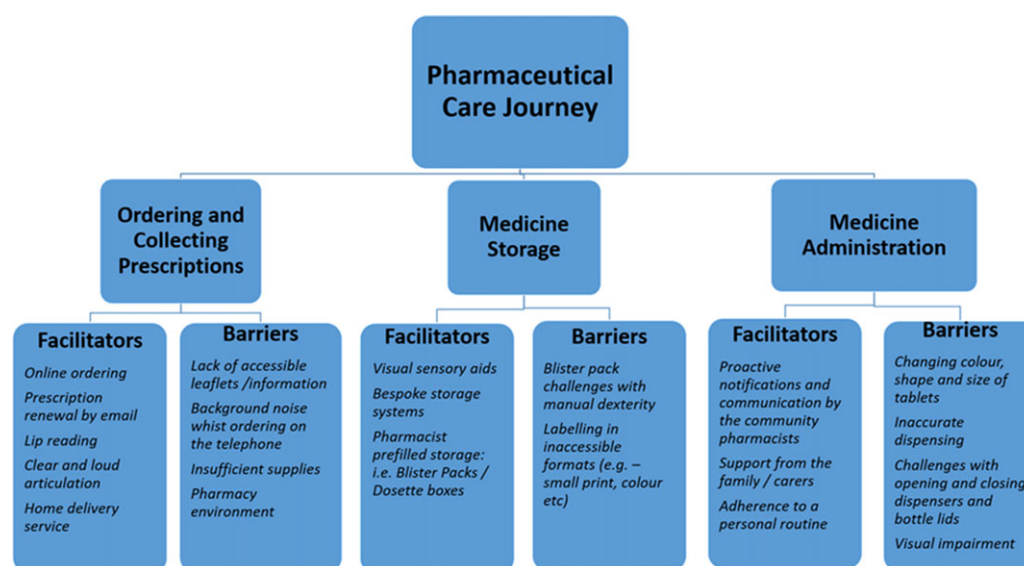 Pharmaceutical
Care Journey
Ordering and
Collecting
Prescriptions
Medicine
Storage
Medicine
Administration
Facilitators
Online ordering
Prescription
renewal by email
Lip reading
Clear and loud
articulation
Home delivery
service
Barriers
Lack of accessible
leaflets /information
Background noise
whist ordering on
the telephone
Insufficient supplies
Pharmacy
environment
Facilitators
Visual sensory aids
Bespoke storage
systems
Pharmacist
prefilled storage:
i.e. Blister Packs /
Dosette boxes
Barriers
Blister pack
challenges with
manual dexterity
Labelling in
inaccessible
formats (e.g. –
small print, colour
etc)
Facilitators
Proactive
notifications and
communication by
the community
pharmacists
Support from the
family / carers
Adherence to a
personal routine
Barriers
Changing colour,
shape and size of
tablets
Inaccurate
dispensing
Challenges with
opening and closing
dispensers and
bottle lids
Visual impairment